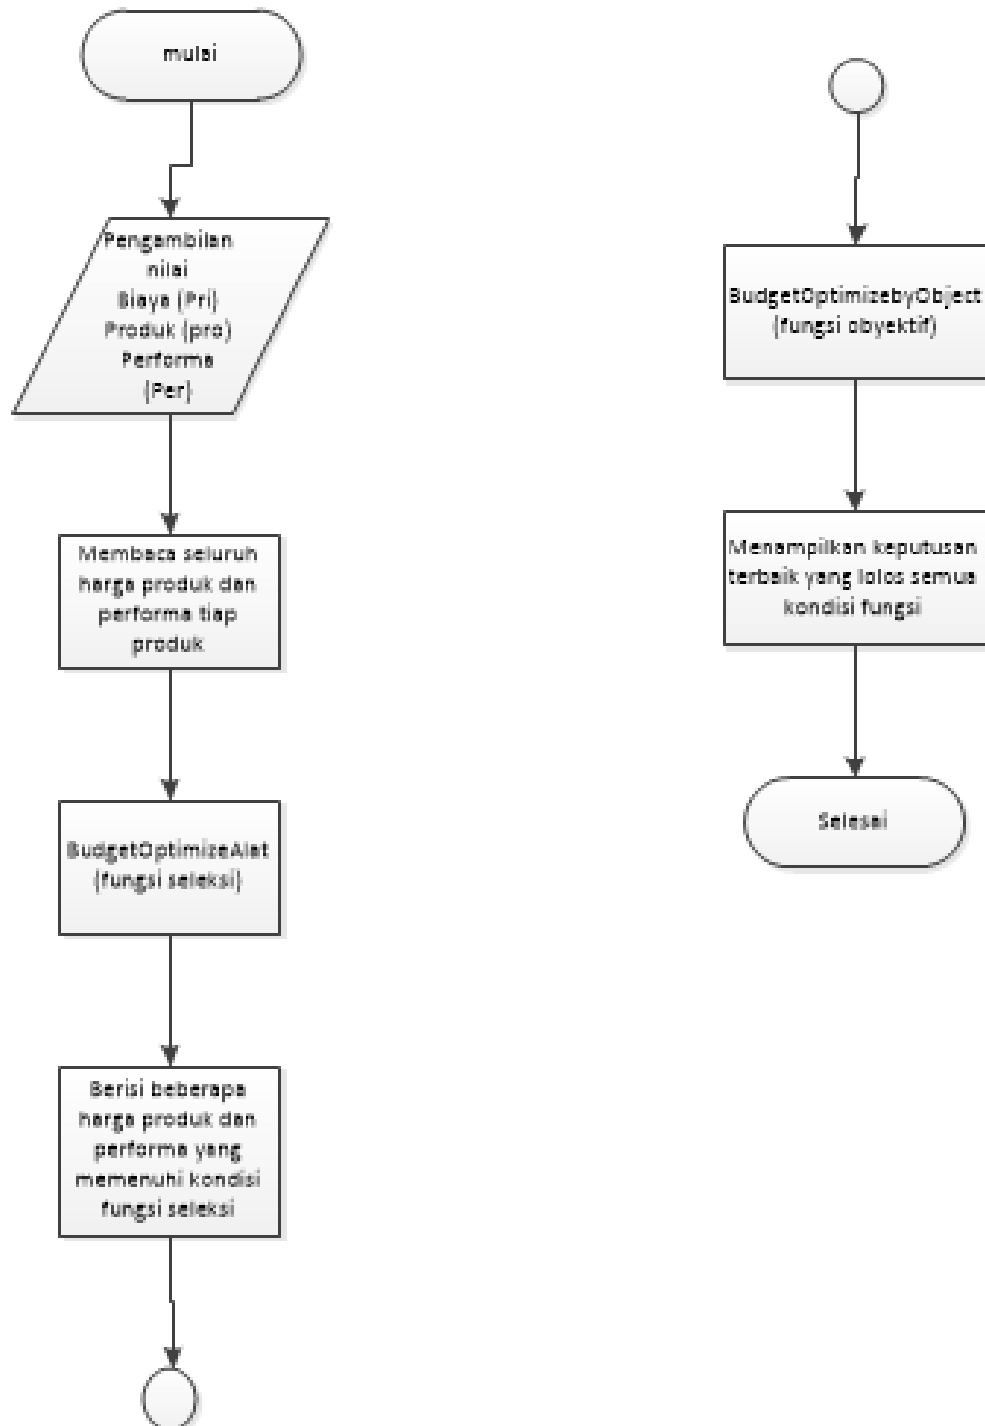 mulai
Pengambilan
nilai
Biaya (Pri)
Produk (pro)
Performa
(Per)
Membaca seluruh
harga produk dan
performa tiap
produk
BudgetOptimizeAlat
(fungsi seleksi)
Berisi beberapa
harga produk dan
performa yang
memenuhi kondisi
fungsi seleksi
BudgetOptimizebyObject
(fungsi obyektif)
Menampilkan keputusan
terbaik yang lolos semua
kondisi fungsi
Selesai